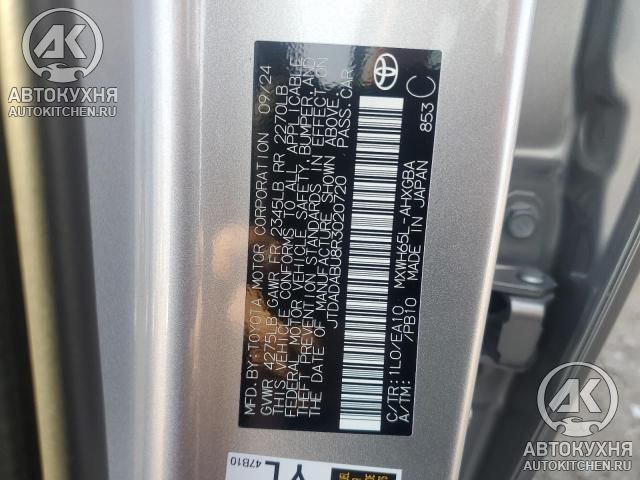 АВТОКУХНЯ
AUTOKITCHEN.KZ
MFD. BY: TOYOTA MOTOR CORPORATION 09/24
GVWR 4275LB GAWR FR 2345LB RR 2270LB
THIS VEHICLE CONFORMS TO ALL APPLICABLE
FEDERAL MOTOR VEHICLE SAFETY, BUMPER, AND
THEFT PREVENTION STANDARDS IN EFFECT ON
THE DATE OF MANUFACTURE SHOWN ABOVE.
JTDADABU8R3020720 PASS.CAR
TOYOTA
C/TR: 1L0/EA10 MXWH65L-AHXGBA
A/TM: /PB10 MADE IN JAPAN 853 C
YL
47B10
АВТОКУХНЯ
AUTOKITCHEN.KZ